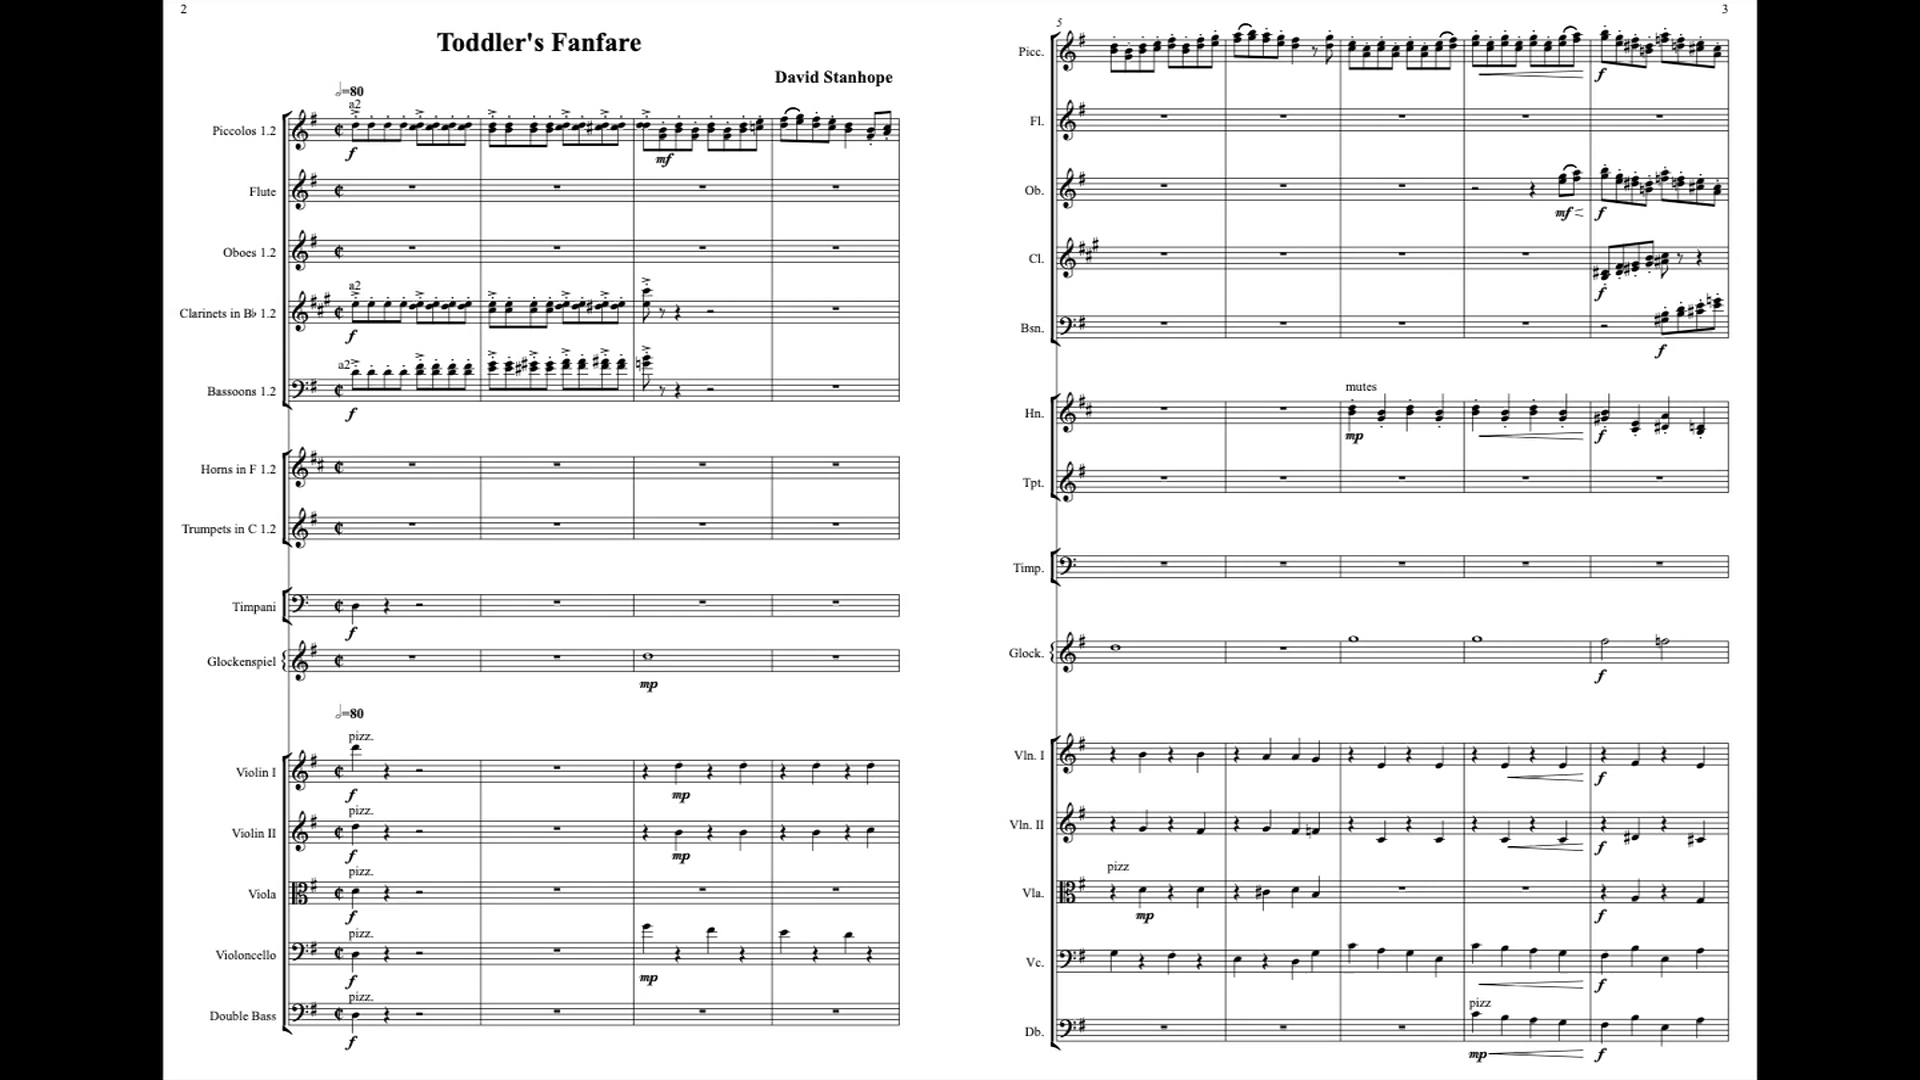 2
Toddler's Fanfare
David Stanhope
𝅗𝅥=80
a2
Piccolos 1.2
f
mf
Flute
Oboes 1.2
a2
Clarinets in B♭ 1.2
f
a2
Bassoons 1.2
f
Horns in F 1.2
Trumpets in C 1.2
Timpani
f
Glockenspiel
mp
𝅗𝅥=80
pizz.
Violin I
f
mp
pizz.
Violin II
f
mp
pizz.
Viola
f
pizz.
Violoncello
f
mp
pizz.
Double Bass
f
3
5
Picc.
f
Fl.
Ob.
mf
f
Cl.
f
Bsn.
f
mutes
Hn.
mp
f
Tpt.
Timp.
Glock.
f
Vln. I
f
Vln. II
f
pizz
Vla.
mp
f
Vc.
f
pizz
Db.
mp
f